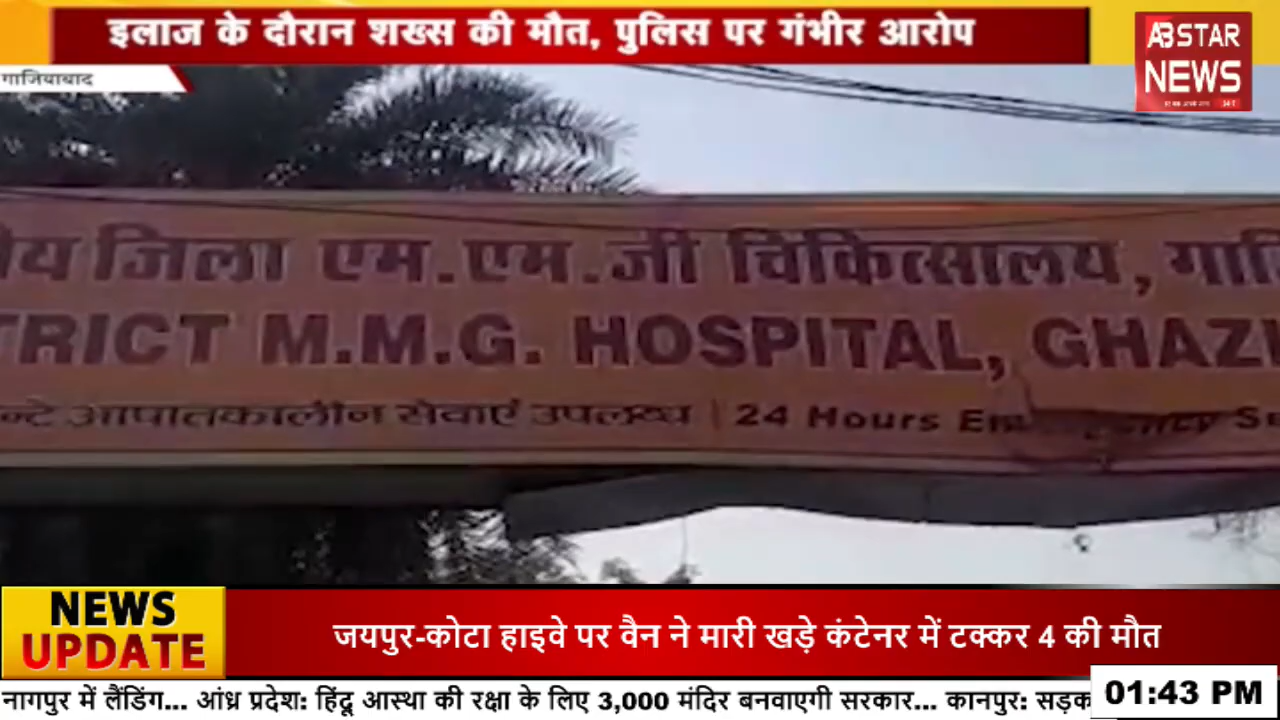 इलाज के दौरान शख्स की मौत, पुलिस पर गंभीर आरोप
AB STAR
NEWS
24x7
गाजियाबाद
जिला एम.एम.जी चिकित्सालय,
M.M.G. HOSPITAL,
आपातकालीन सेवाएं उपलब्ध | 24 Hours
NEWS
UPDATE
जयपुर-कोटा हाइवे पर वैन ने मारी खड़े कंटेनर में टक्कर 4 की मौत
नागपुर में लैंडिंग... आंध्र प्रदेश: हिंदू आस्था की रक्षा के लिए 3,000 मंदिर बनवाएगी सरकार... कानपुर:
01:43 PM